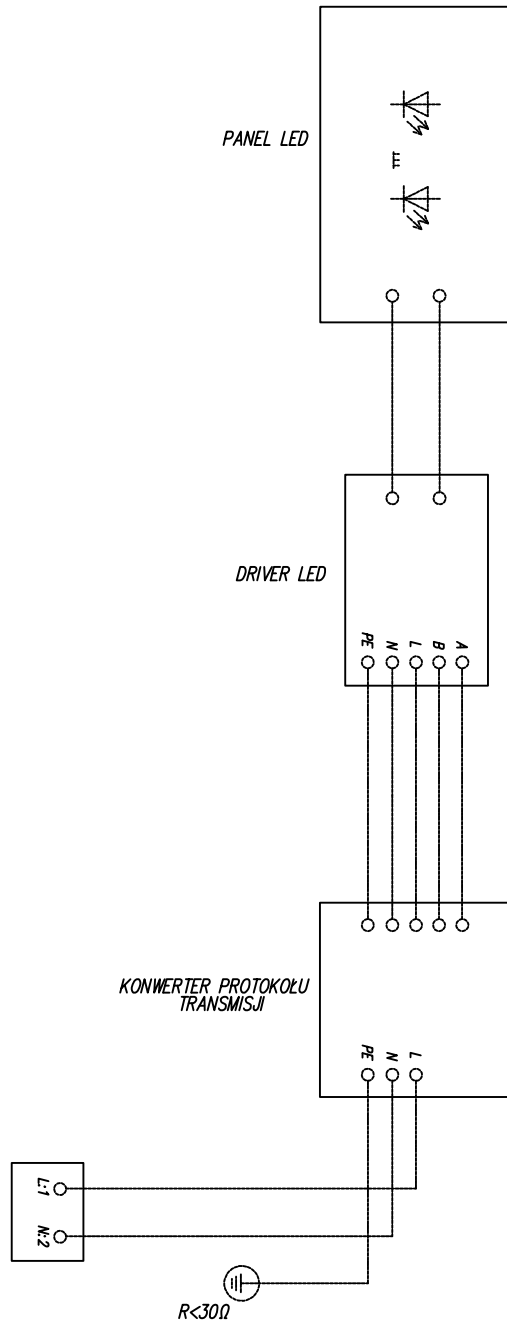 PANEL LED
DRIVER LED
PE N L B A
KONWERTER PROTOKOŁU
TRANSMISJI
PE N L
L:1
N:2
R<30Ω